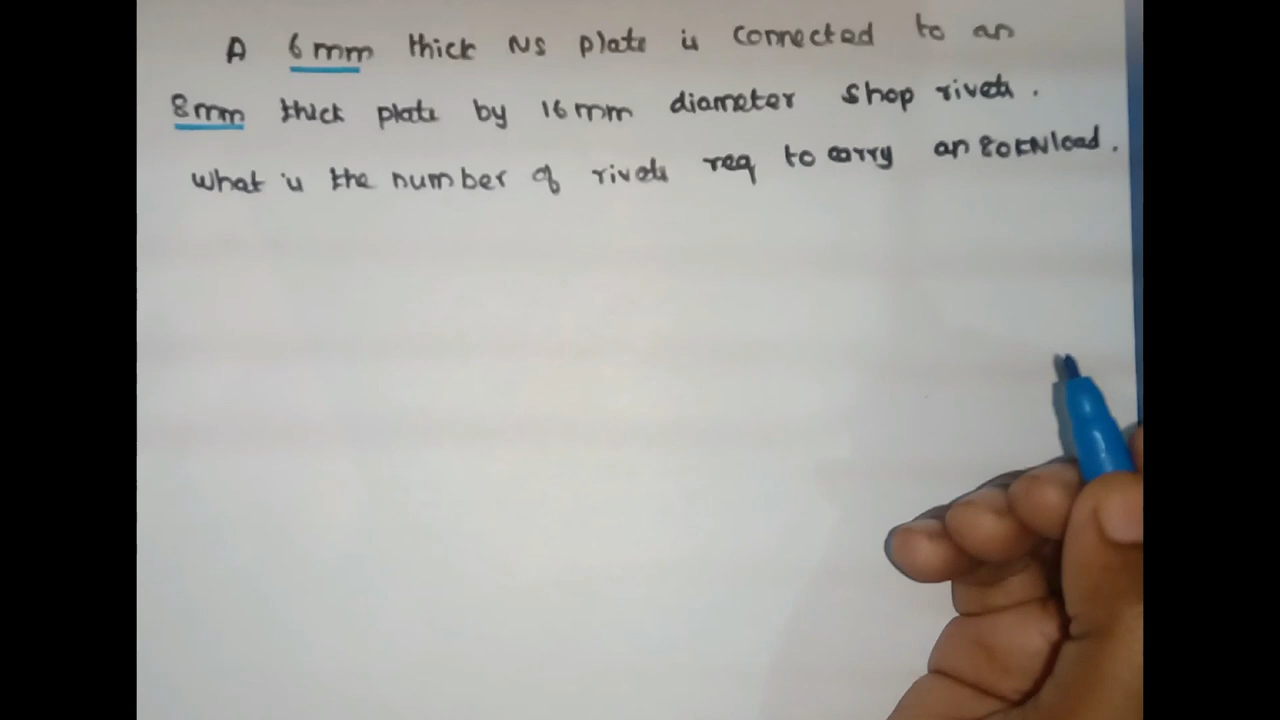 A 6mm thick MS plate is connected to an
8mm thick plate by 16mm diameter shop rivets.
What is the number of rivets req to carry an 80kN load.